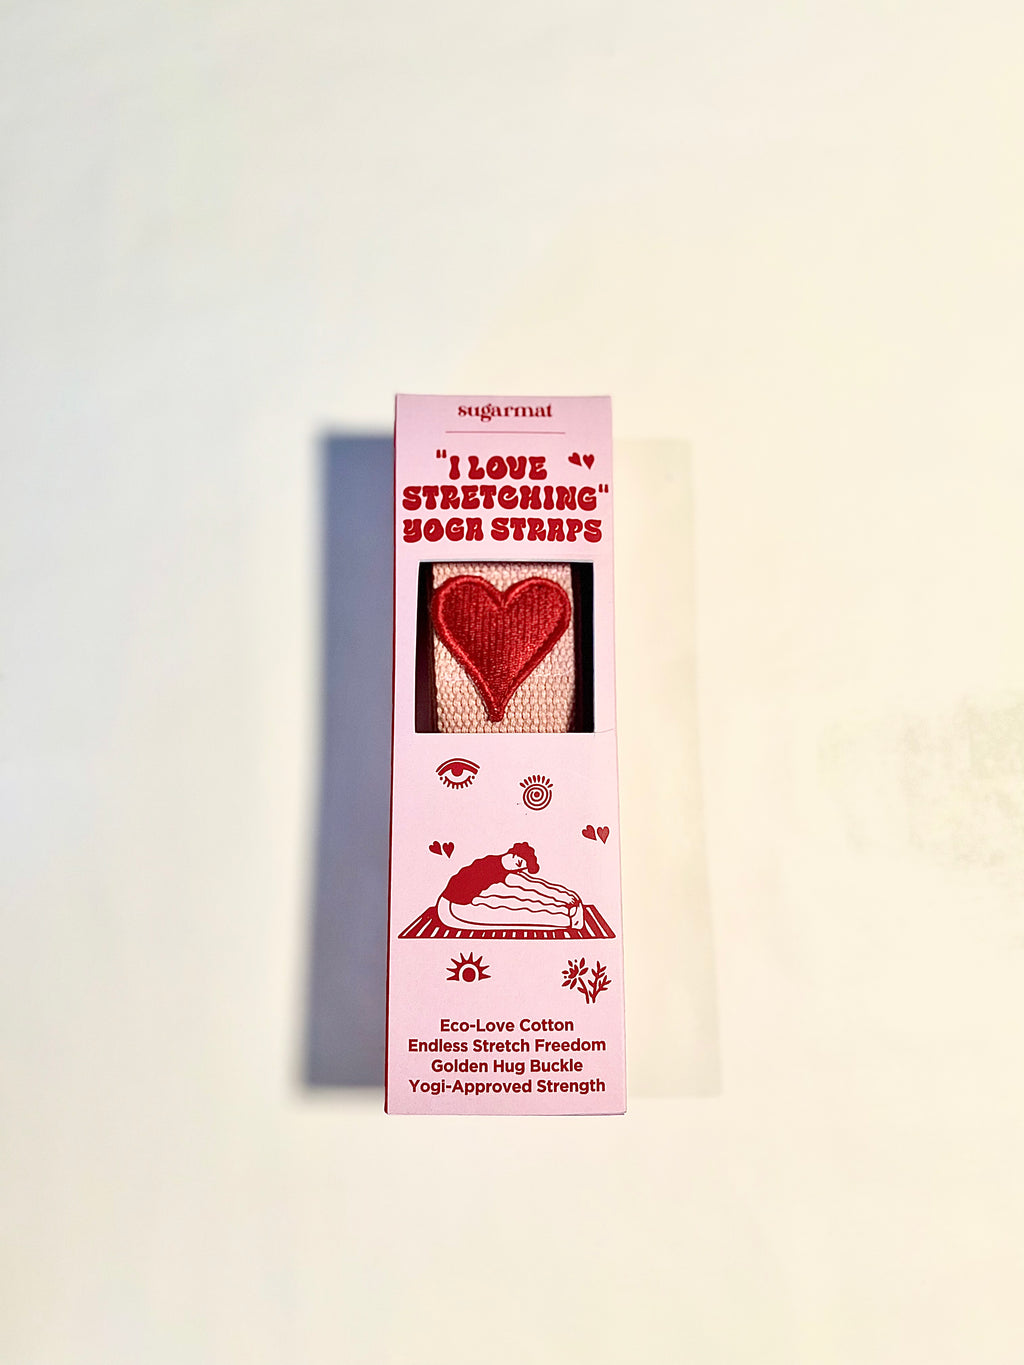 sugarmat
"I LOVE
STRETCHING"
YOGA STRAPS
Eco-Love Cotton
Endless Stretch Freedom
Golden Hug Buckle
Yogi-Approved Strength